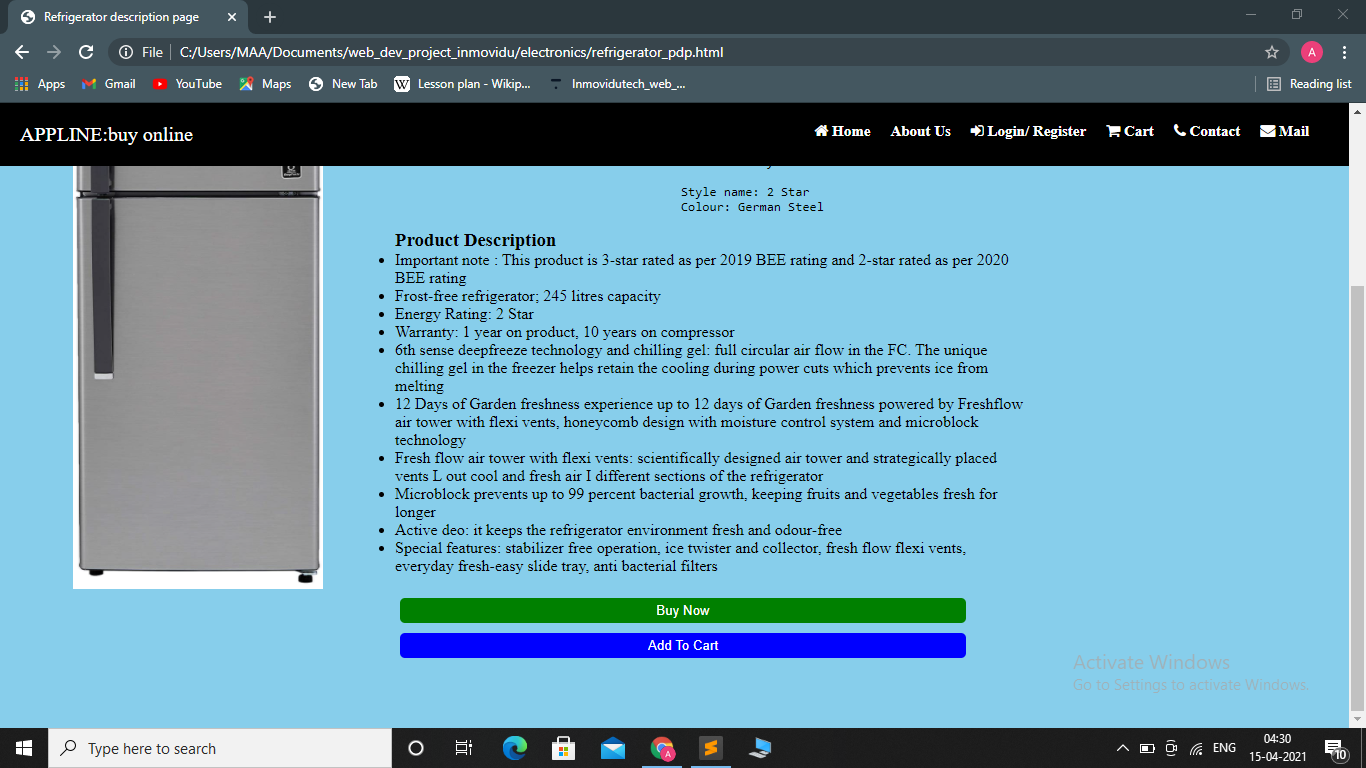 Refrigerator description page
File
C:/Users/MAA/Documents/web_dev_project_inmovidu/electronics/refrigerator_pdp.html
A
Apps
Gmail
YouTube
Maps
New Tab
W
Lesson plan - Wikip...
Inmovidutech_web_...
Reading list
APPLINE:buy online
Home
About Us
Login/ Register
Cart
Contact
Mail
Style name: 2 Star
Colour: German Steel
Product Description
Important note : This product is 3-star rated as per 2019 BEE rating and 2-star rated as per 2020
BEE rating
Frost-free refrigerator; 245 litres capacity
Energy Rating: 2 Star
Warranty: 1 year on product, 10 years on compressor
6th sense deepfreeze technology and chilling gel: full circular air flow in the FC. The unique
chilling gel in the freezer helps retain the cooling during power cuts which prevents ice from
melting
12 Days of Garden freshness experience up to 12 days of Garden freshness powered by Freshflow
air tower with flexi vents, honeycomb design with moisture control system and microblock
technology
Fresh flow air tower with flexi vents: scientifically designed air tower and strategically placed
vents L out cool and fresh air I different sections of the refrigerator
Microblock prevents up to 99 percent bacterial growth, keeping fruits and vegetables fresh for
longer
Active deo: it keeps the refrigerator environment fresh and odour-free
Special features: stabilizer free operation, ice twister and collector, fresh flow flexi vents,
everyday fresh-easy slide tray, anti bacterial filters
Buy Now
Add To Cart
Activate Windows
Go to Settings to activate Windows.
Type here to search
A
ENG
04:30
15-04-2021
10